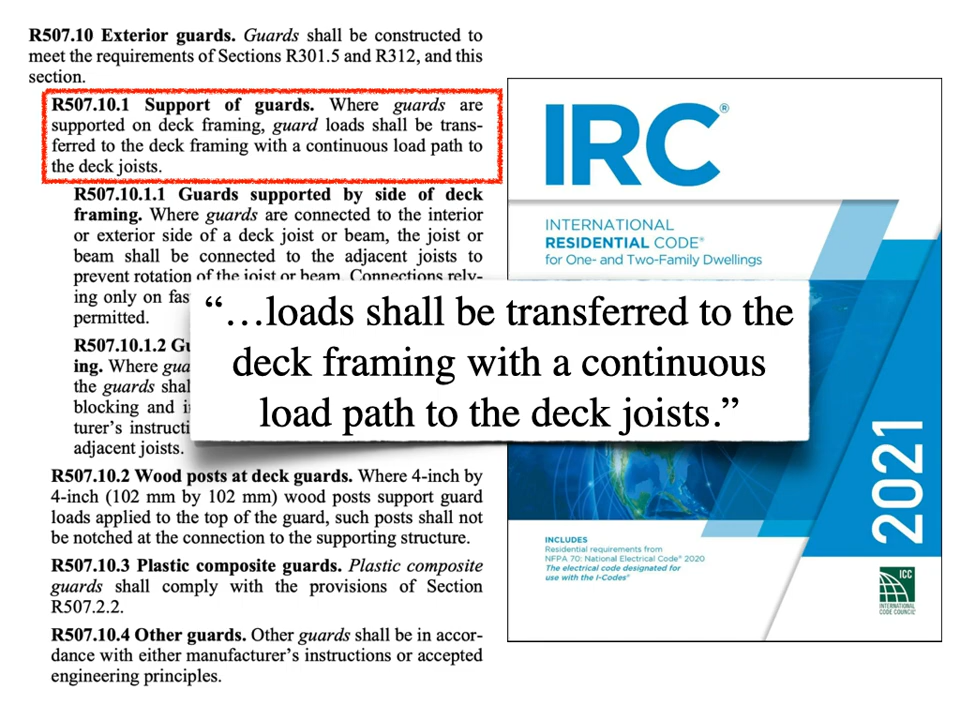 R507.10 Exterior guards. Guards shall be constructed to
meet the requirements of Sections R301.5 and R312, and this
section.
R507.10.1 Support of guards. Where guards are
supported on deck framing, guard loads shall be trans-
ferred to the deck framing with a continuous load path to
the deck joists.
R507.10.1.1 Guards supported by side of deck
framing. Where guards are connected to the interior
or exterior side of a deck joist or beam, the joist or
beam shall be connected to the adjacent joists to
prevent rotation of the joist or beam. Connections rely-
ing only on fas
permitted.
R507.10.1.2 Gu
ing. Where gua
the guards shal
blocking and i
turer's instructi
adjacent joists.
R507.10.2 Wood posts at deck guards. Where 4-inch by
4-inch (102 mm by 102 mm) wood posts support guard
loads applied to the top of the guard, such posts shall not
be notched at the connection to the supporting structure.
R507.10.3 Plastic composite guards. Plastic composite
guards shall comply with the provisions of Section
R507.2.2.
R507.10.4 Other guards. Other guards shall be in accor-
dance with either manufacturer's instructions or accepted
engineering principles.
“…loads shall be transferred to the
deck framing with a continuous
load path to the deck joists.”
IRC®
INTERNATIONAL
RESIDENTIAL CODE®
for One- and Two-Family Dwellings
2021
INCLUDES
Residential requirements from
NFPA 70: National Electrical Code® 2020
The electrical code designated for
use with the I-Codes®
ICC
INTERNATIONAL
CODE COUNCIL